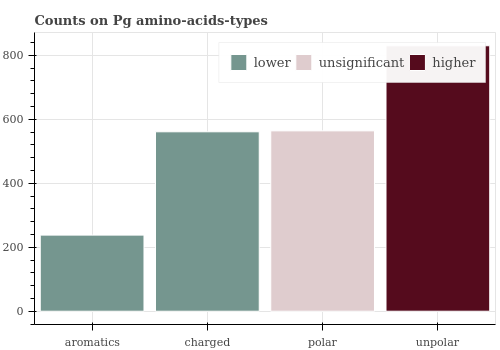 Counts on Pg amino-acids-types
lower unsignificant higher
800
600
400
200
0
aromatics charged polar unpolar